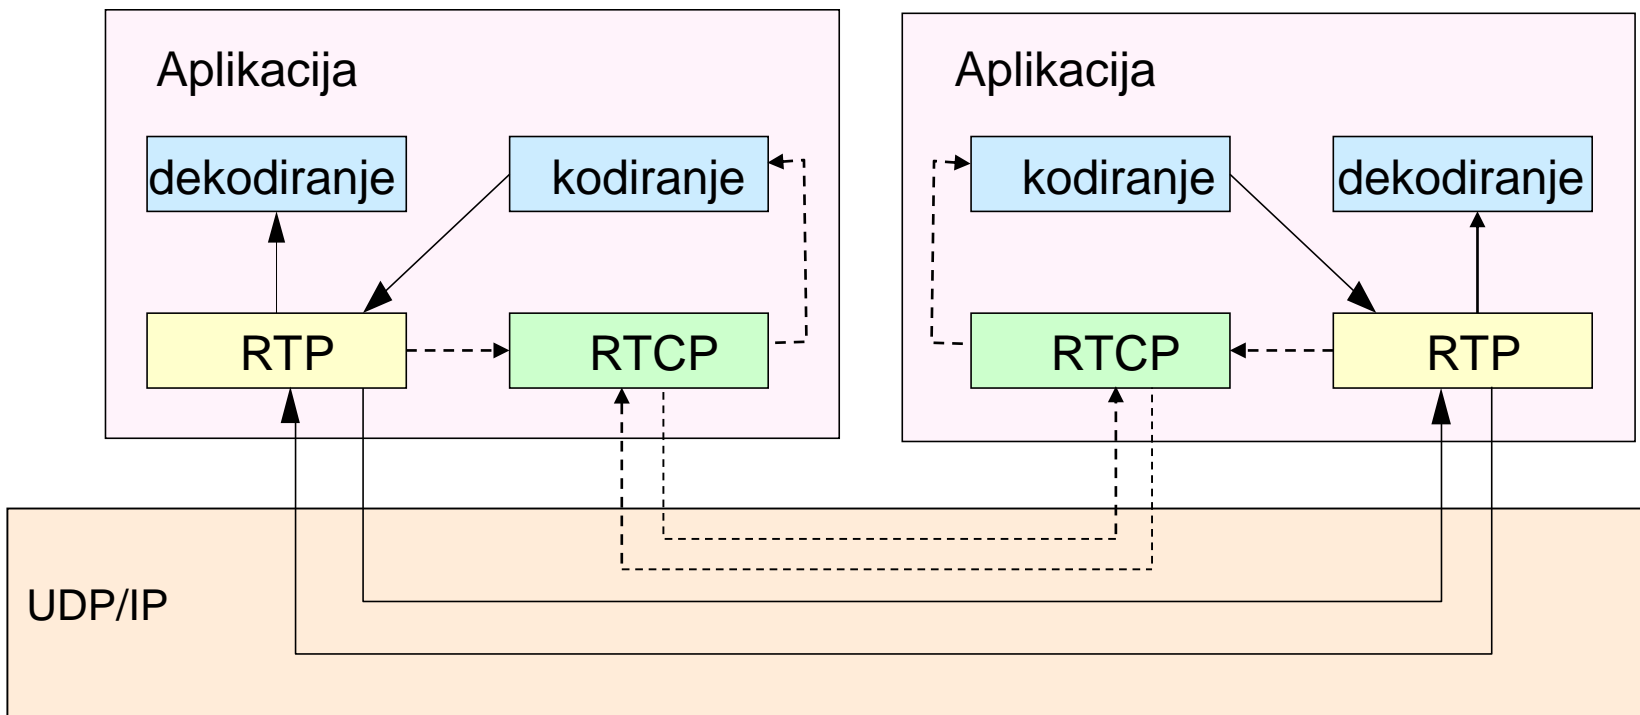 Aplikacija
dekodiranje
kodiranje
RTP
RTCP
Aplikacija
kodiranje
dekodiranje
RTCP
RTP
UDP/IP